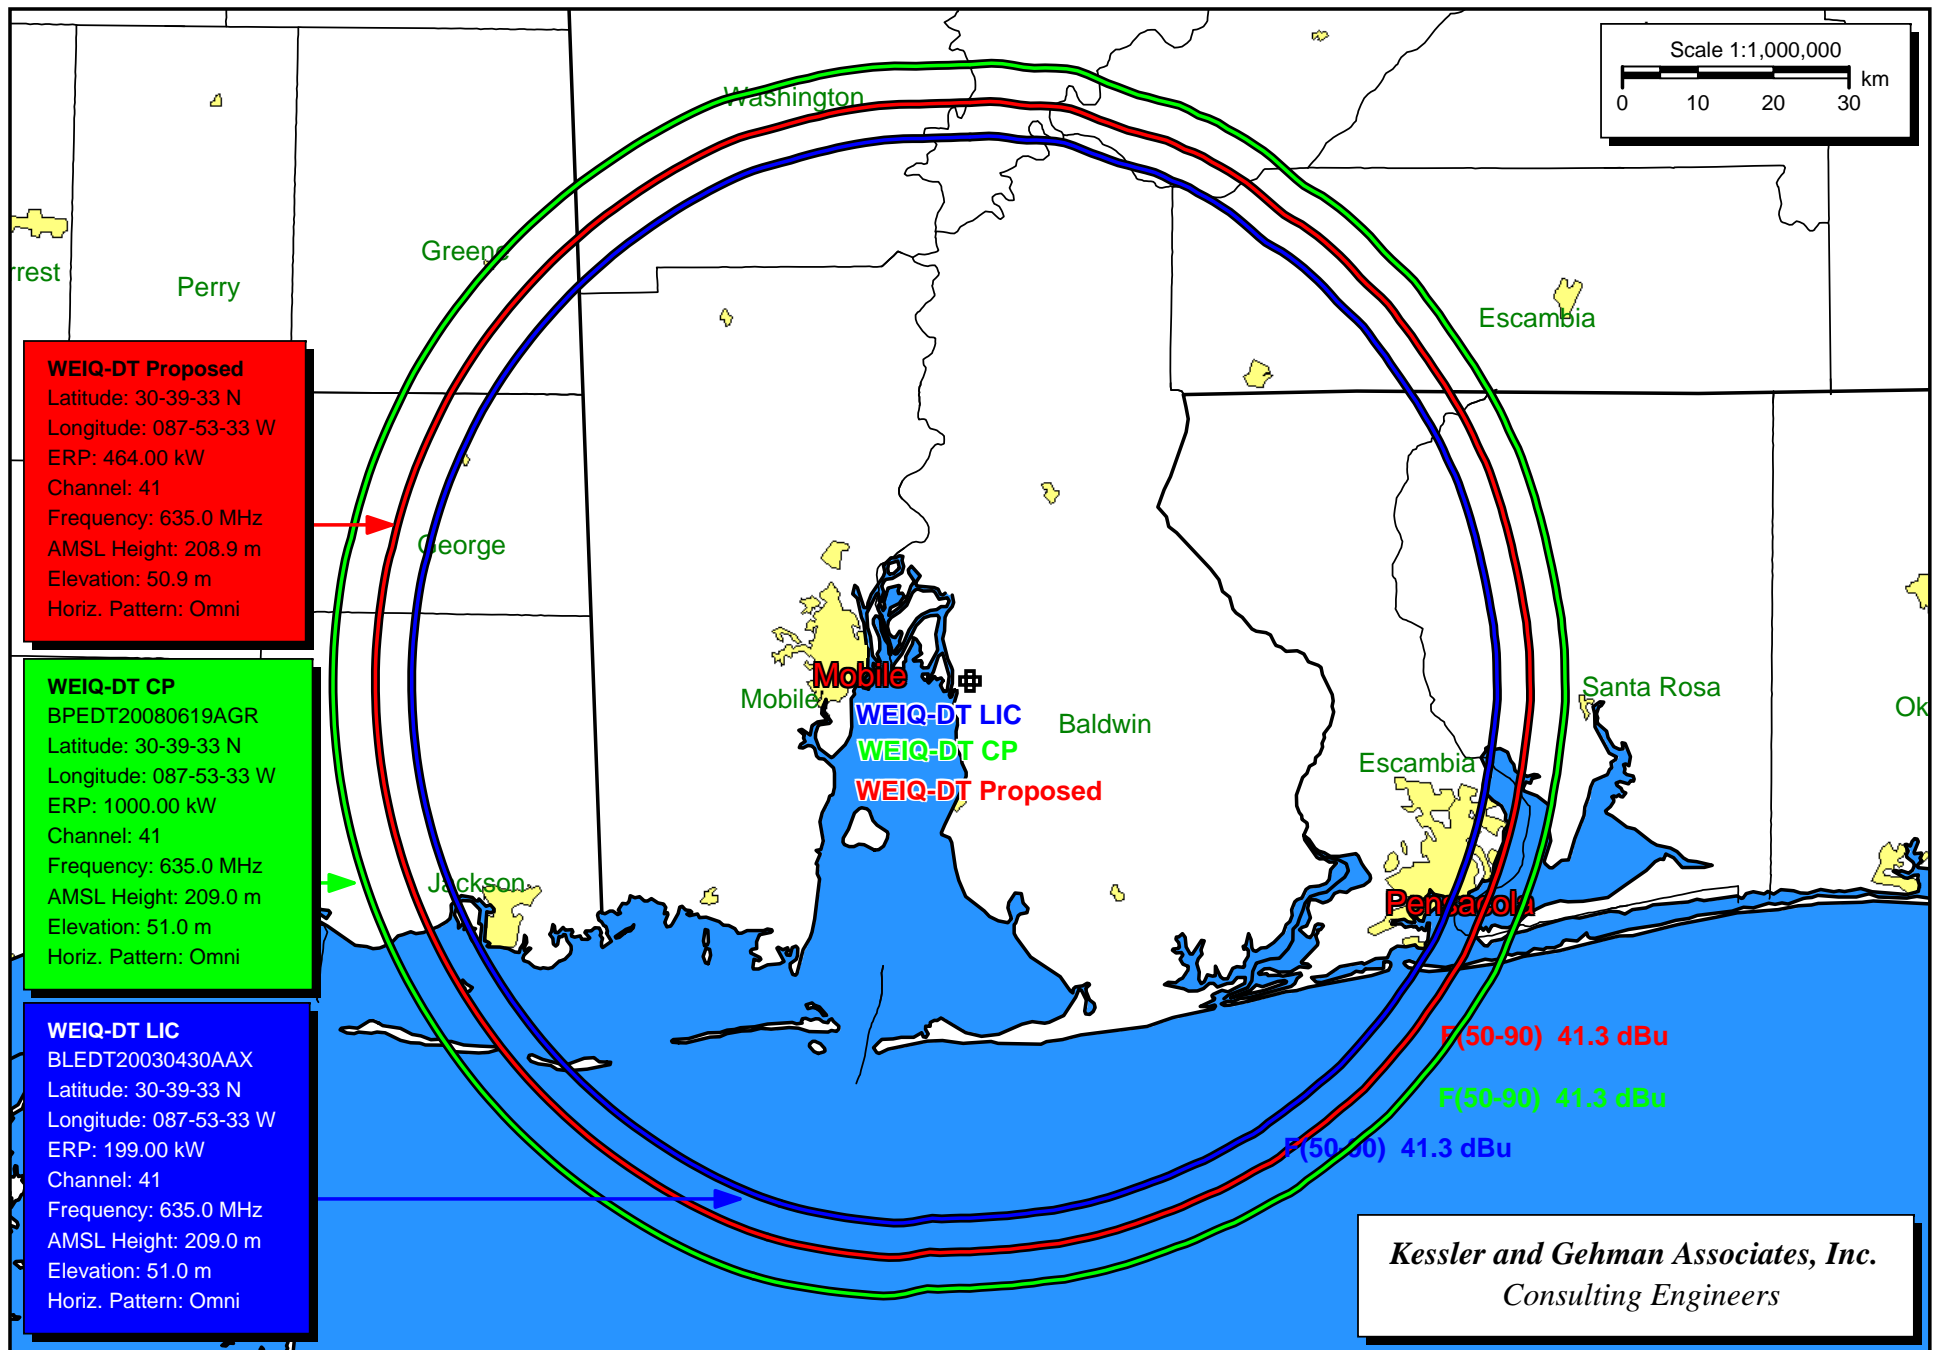 Scale 1:1,000,000
km
0 10 20 30
Washington
Greene
rrest
Perry
Escambia
WEIQ-DT Proposed
Latitude: 30-39-33 N
Longitude: 087-53-33 W
ERP: 464.00 kW
Channel: 41
Frequency: 635.0 MHz
AMSL Height: 208.9 m
Elevation: 50.9 m
Horiz. Pattern: Omni
George
WEIQ-DT CP
BPEDT20080619AGR
Latitude: 30-39-33 N
Longitude: 087-53-33 W
ERP: 1000.00 kW
Channel: 41
Frequency: 635.0 MHz
AMSL Height: 209.0 m
Elevation: 51.0 m
Horiz. Pattern: Omni
Mobile
Mobile
WEIQ-DT LIC
WEIQ-DT CP
WEIQ-DT Proposed
Baldwin
Santa Rosa
Ok
Escambia
Jackson
Pensacola
WEIQ-DT LIC
BLEDT20030430AAX
Latitude: 30-39-33 N
Longitude: 087-53-33 W
ERP: 199.00 kW
Channel: 41
Frequency: 635.0 MHz
AMSL Height: 209.0 m
Elevation: 51.0 m
Horiz. Pattern: Omni
F(50-90) 41.3 dBu
F(50-90) 41.3 dBu
F(50-90) 41.3 dBu
Kessler and Gehman Associates, Inc.
Consulting Engineers